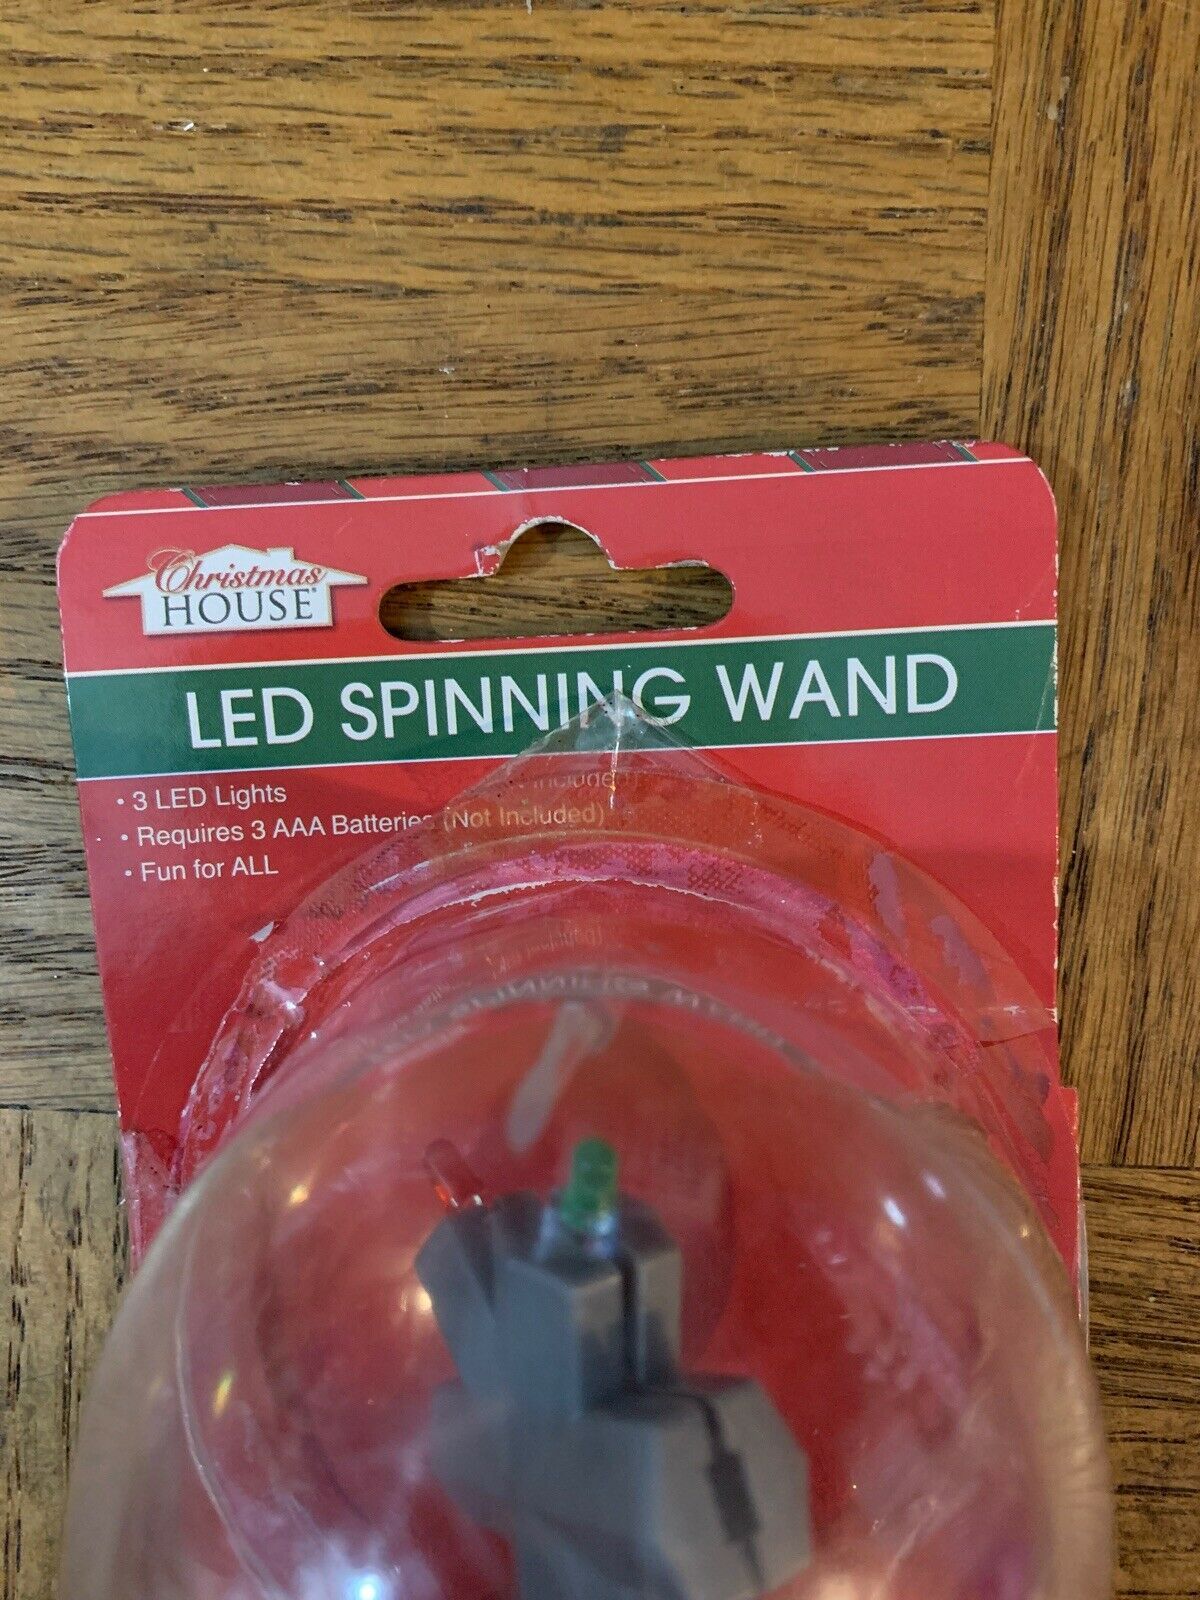 Christmas
HOUSE®
LED SPINNING WAND
• 3 LED Lights
• Requires 3 AAA Batteries (Not Included)
• Fun for ALL